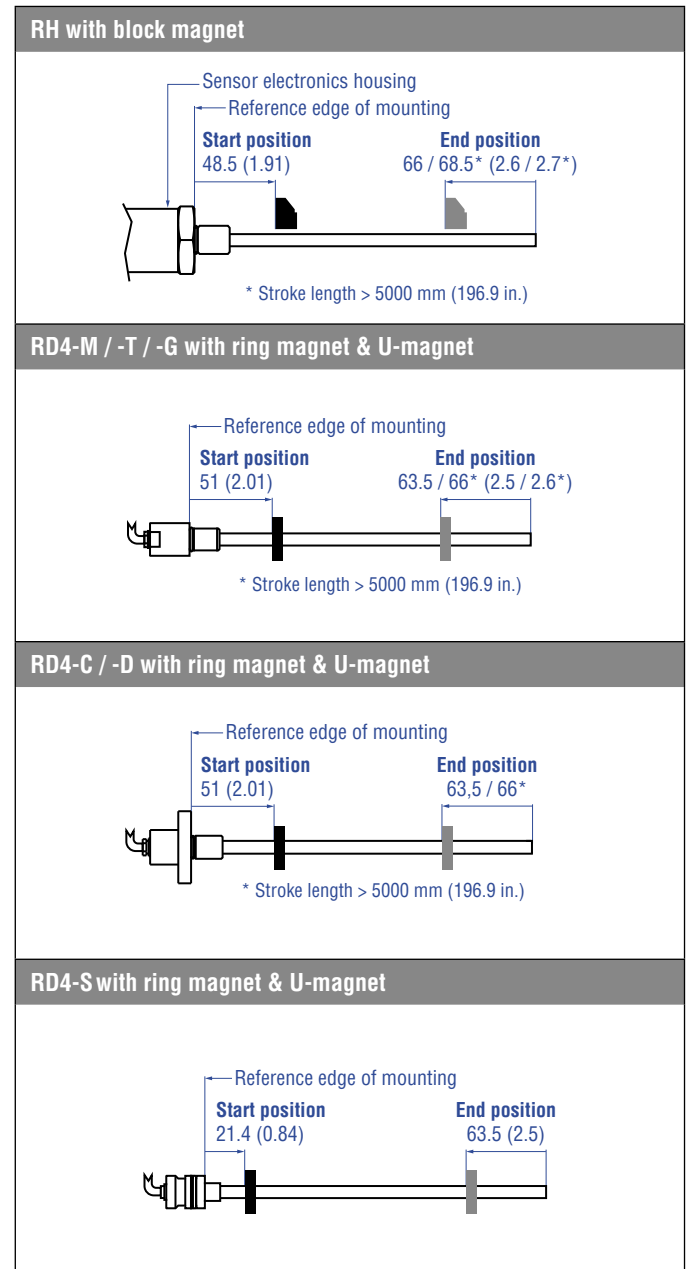 RH with block magnet
Sensor electronics housing
Reference edge of mounting
Start position
48.5 (1.91)
End position
66 / 68.5* (2.6 / 2.7*)
* Stroke length > 5000 mm (196.9 in.)
RD4-M / -T / -G with ring magnet & U-magnet
Reference edge of mounting
Start position
51 (2.01)
End position
63.5 / 66* (2.5 / 2.6*)
* Stroke length > 5000 mm (196.9 in.)
RD4-C / -D with ring magnet & U-magnet
Reference edge of mounting
Start position
51 (2.01)
End position
63,5 / 66*
* Stroke length > 5000 mm (196.9 in.)
RD4-S with ring magnet & U-magnet
Reference edge of mounting
Start position
21.4 (0.84)
End position
63.5 (2.5)